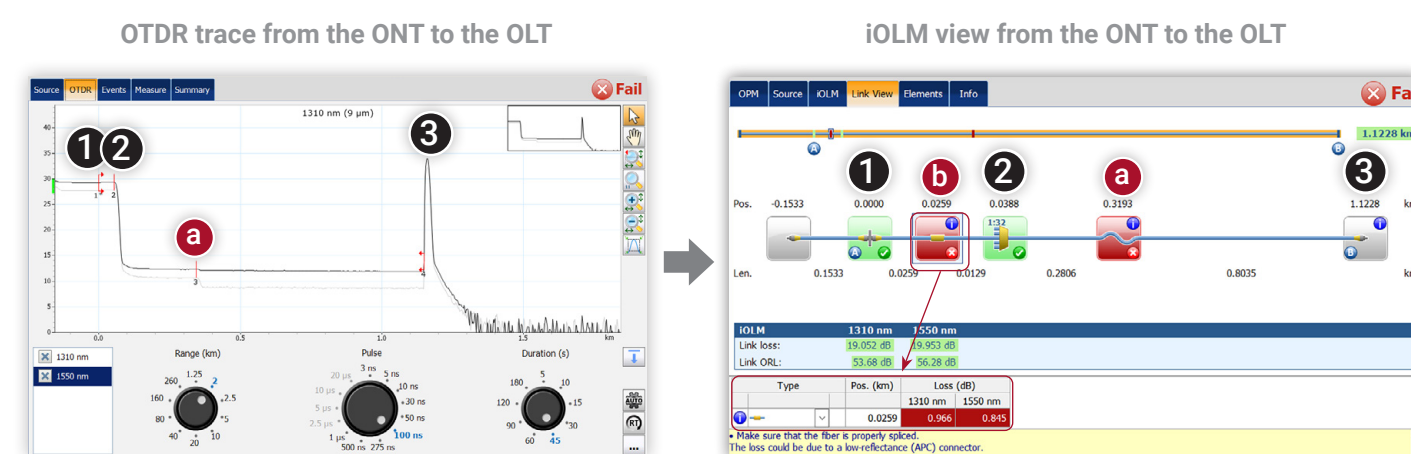 OTDR trace from the ONT to the OLT
iOLM view from the ONT to the OLT
Source OTDR Events Measure Summary
Fail
1310 nm (9 µm)
40
35
30
25
20
15
10
5
0
0.0 0.5 1.0 1.5 km
1 2 3
a
1 2 3 4
1310 nm
1550 nm
Range (km)
1.25 2 2.5 5 10 20 40 80 160 260
Pulse
3 ns 5 ns 10 ns 30 ns 50 ns 100 ns 275 ns 500 ns 1 µs 2.5 µs 5 µs 10 µs 20 µs
Duration (s)
5 10 15 30 45 60 90 120 180
AUTO
RT
...
OPM Source iOLM Link View Elements Info
Fa
1.1228 km
A B
1 b 2 a 3
Pos. -0.1533 0.0000 0.0259 0.0388 0.3193 1.1228 k
1:32
A B
Len. 0.1533 0.0259 0.0129 0.2806 0.8035 k
iOLM 1310 nm 1550 nm
Link loss: 19.052 dB 19.953 dB
Link ORL: 53.68 dB 56.28 dB
Type Pos. (km) Loss (dB)
1310 nm 1550 nm
0.0259 0.966 0.845
• Make sure that the fiber is properly spliced.
The loss could be due to a low-reflectance (APC) connector.